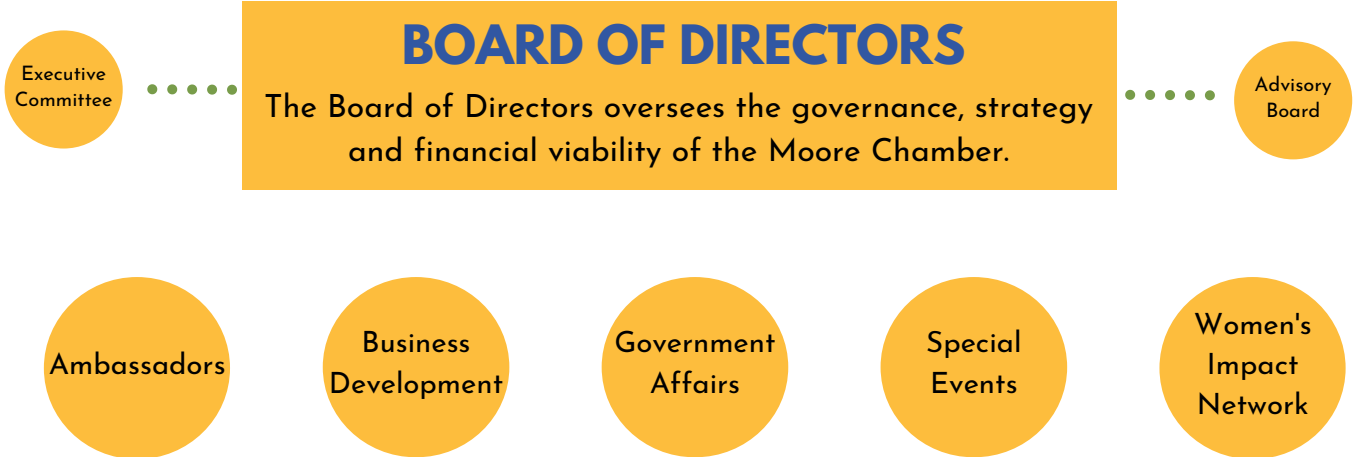 BOARD OF DIRECTORS
Executive
Committee
The Board of Directors oversees the governance, strategy
and financial viability of the Moore Chamber.
Advisory
Board
Ambassadors
Business
Development
Government
Affairs
Special
Events
Women's
Impact
Network